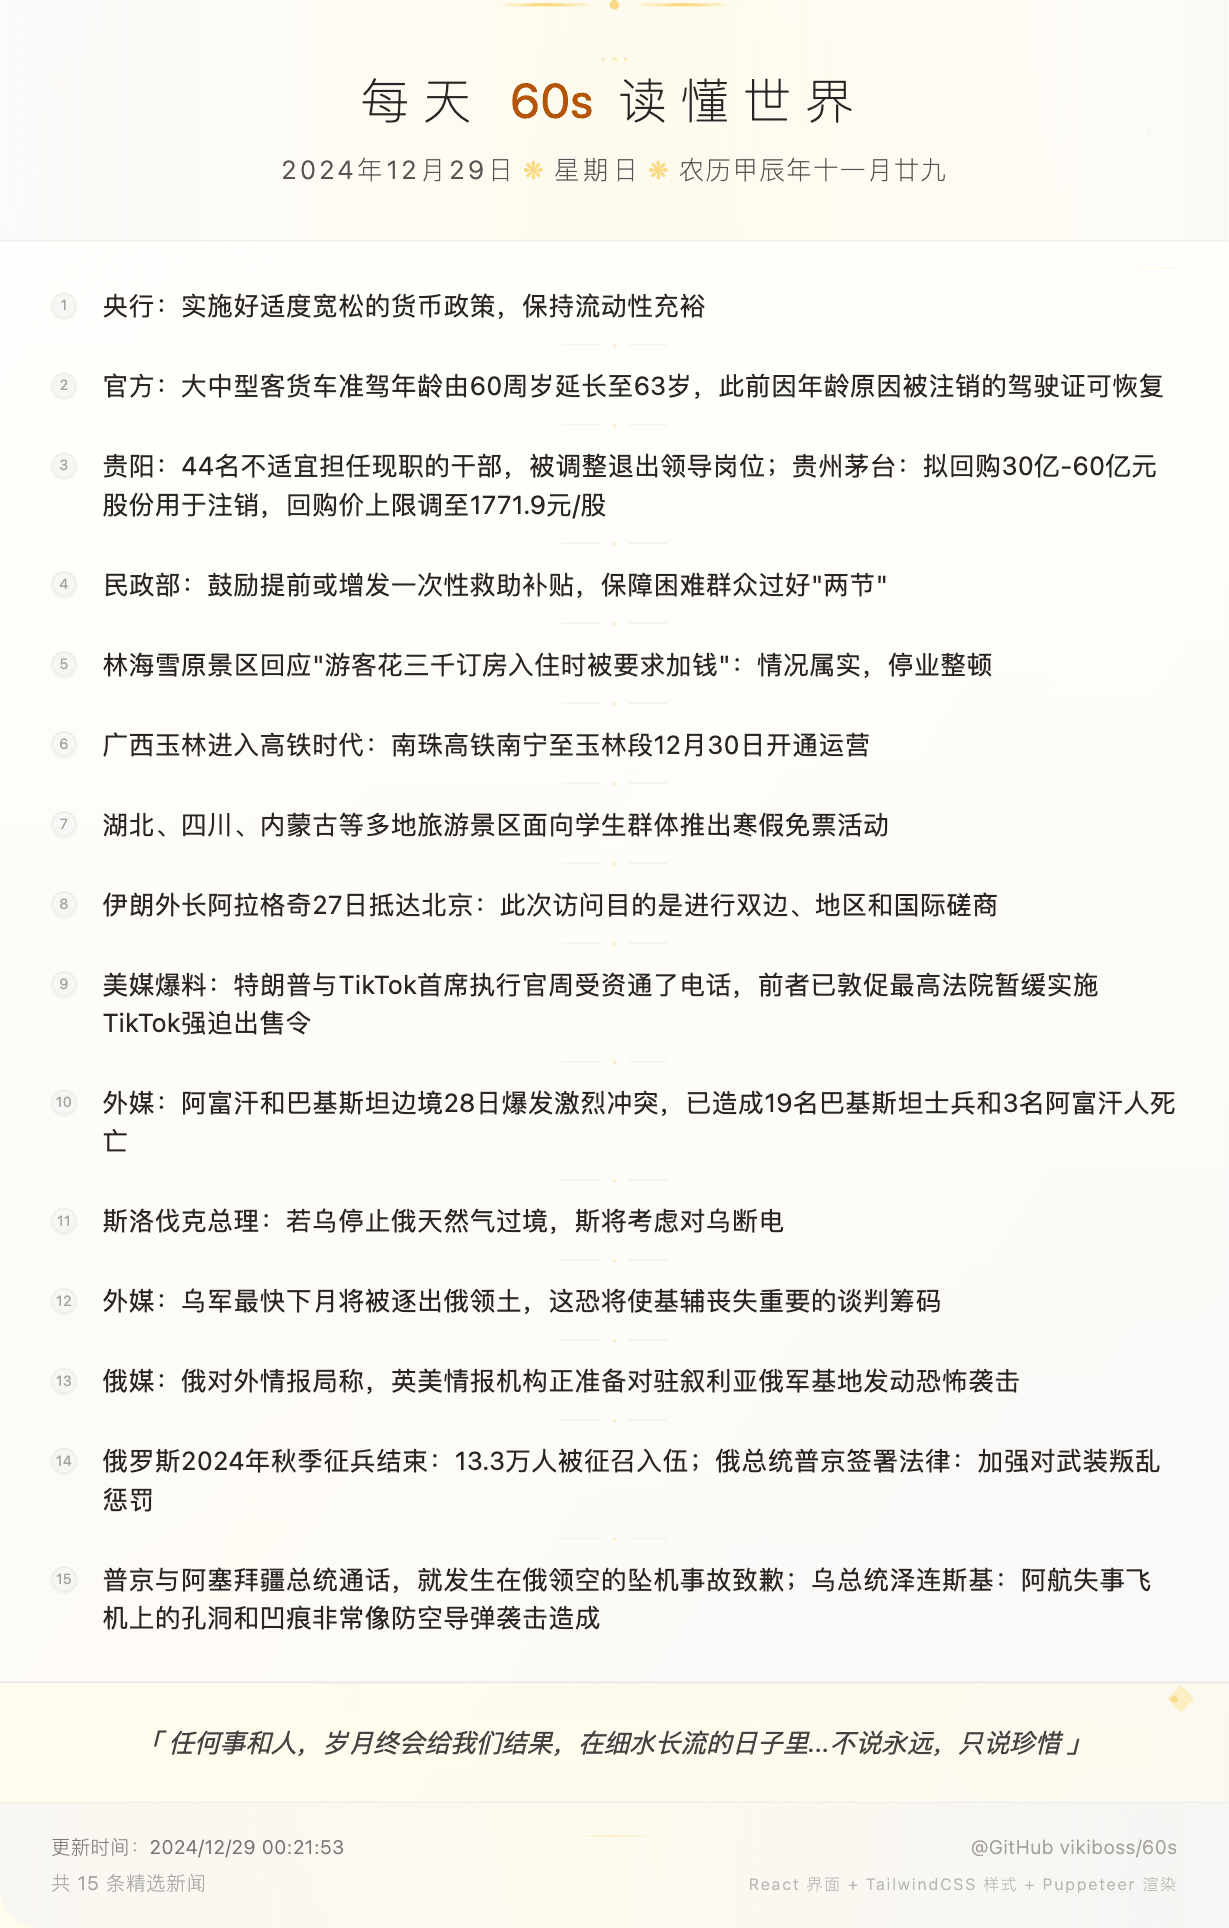 每天 60s 读懂世界
2024年12月29日 ❋ 星期日 ❋ 农历甲辰年十一月廿九
1 央行：实施好适度宽松的货币政策，保持流动性充裕
2 官方：大中型客货车准驾年龄由60周岁延长至63岁，此前因年龄原因被注销的驾驶证可恢复
3 贵阳：44名不适宜担任现职的干部，被调整退出领导岗位；贵州茅台：拟回购30亿-60亿元
股份用于注销，回购价上限调至1771.9元/股
4 民政部：鼓励提前或增发一次性救助补贴，保障困难群众过好"两节"
5 林海雪原景区回应"游客花三千订房入住时被要求加钱"：情况属实，停业整顿
6 广西玉林进入高铁时代：南珠高铁南宁至玉林段12月30日开通运营
7 湖北、四川、内蒙古等多地旅游景区面向学生群体推出寒假免票活动
8 伊朗外长阿拉格奇27日抵达北京：此次访问目的是进行双边、地区和国际磋商
9 美媒爆料：特朗普与TikTok首席执行官周受资通了电话，前者已敦促最高法院暂缓实施
TikTok强迫出售令
10 外媒：阿富汗和巴基斯坦边境28日爆发激烈冲突，已造成19名巴基斯坦士兵和3名阿富汗人死
亡
11 斯洛伐克总理：若乌停止俄天然气过境，斯将考虑对乌断电
12 外媒：乌军最快下月将被逐出俄领土，这恐将使基辅丧失重要的谈判筹码
13 俄媒：俄对外情报局称，英美情报机构正准备对驻叙利亚俄军基地发动恐怖袭击
14 俄罗斯2024年秋季征兵结束：13.3万人被征召入伍；俄总统普京签署法律：加强对武装叛乱
惩罚
15 普京与阿塞拜疆总统通话，就发生在俄领空的坠机事故致歉；乌总统泽连斯基：阿航失事飞
机上的孔洞和凹痕非常像防空导弹袭击造成
「 任何事和人，岁月终会给我们结果，在细水长流的日子里...不说永远，只说珍惜 」
更新时间：2024/12/29 00:21:53
@GitHub vikiboss/60s
共 15 条精选新闻
React 界面 + TailwindCSS 样式 + Puppeteer 渲染